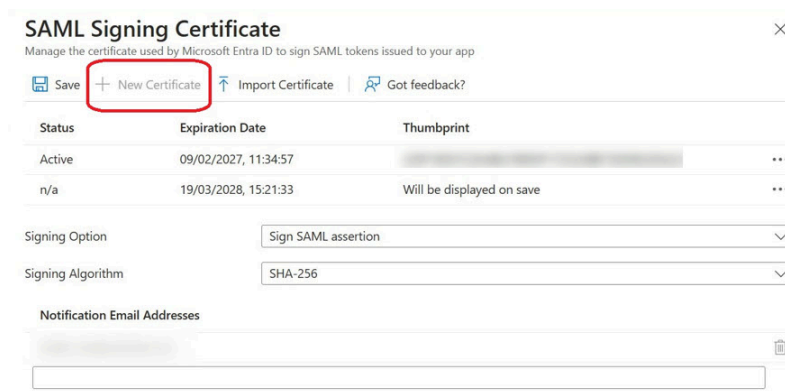 SAML Signing Certificate
Manage the certificate used by Microsoft Entra ID to sign SAML tokens issued to your app
Save New Certificate Import Certificate Got feedback?
Status Expiration Date Thumbprint
Active 09/02/2027, 11:34:57
n/a 19/03/2028, 15:21:33 Will be displayed on save
Signing Option Sign SAML assertion
Signing Algorithm SHA-256
Notification Email Addresses